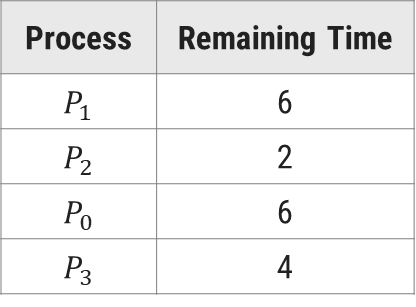 Process Remaining Time
P1 6
P2 2
P0 6
P3 4